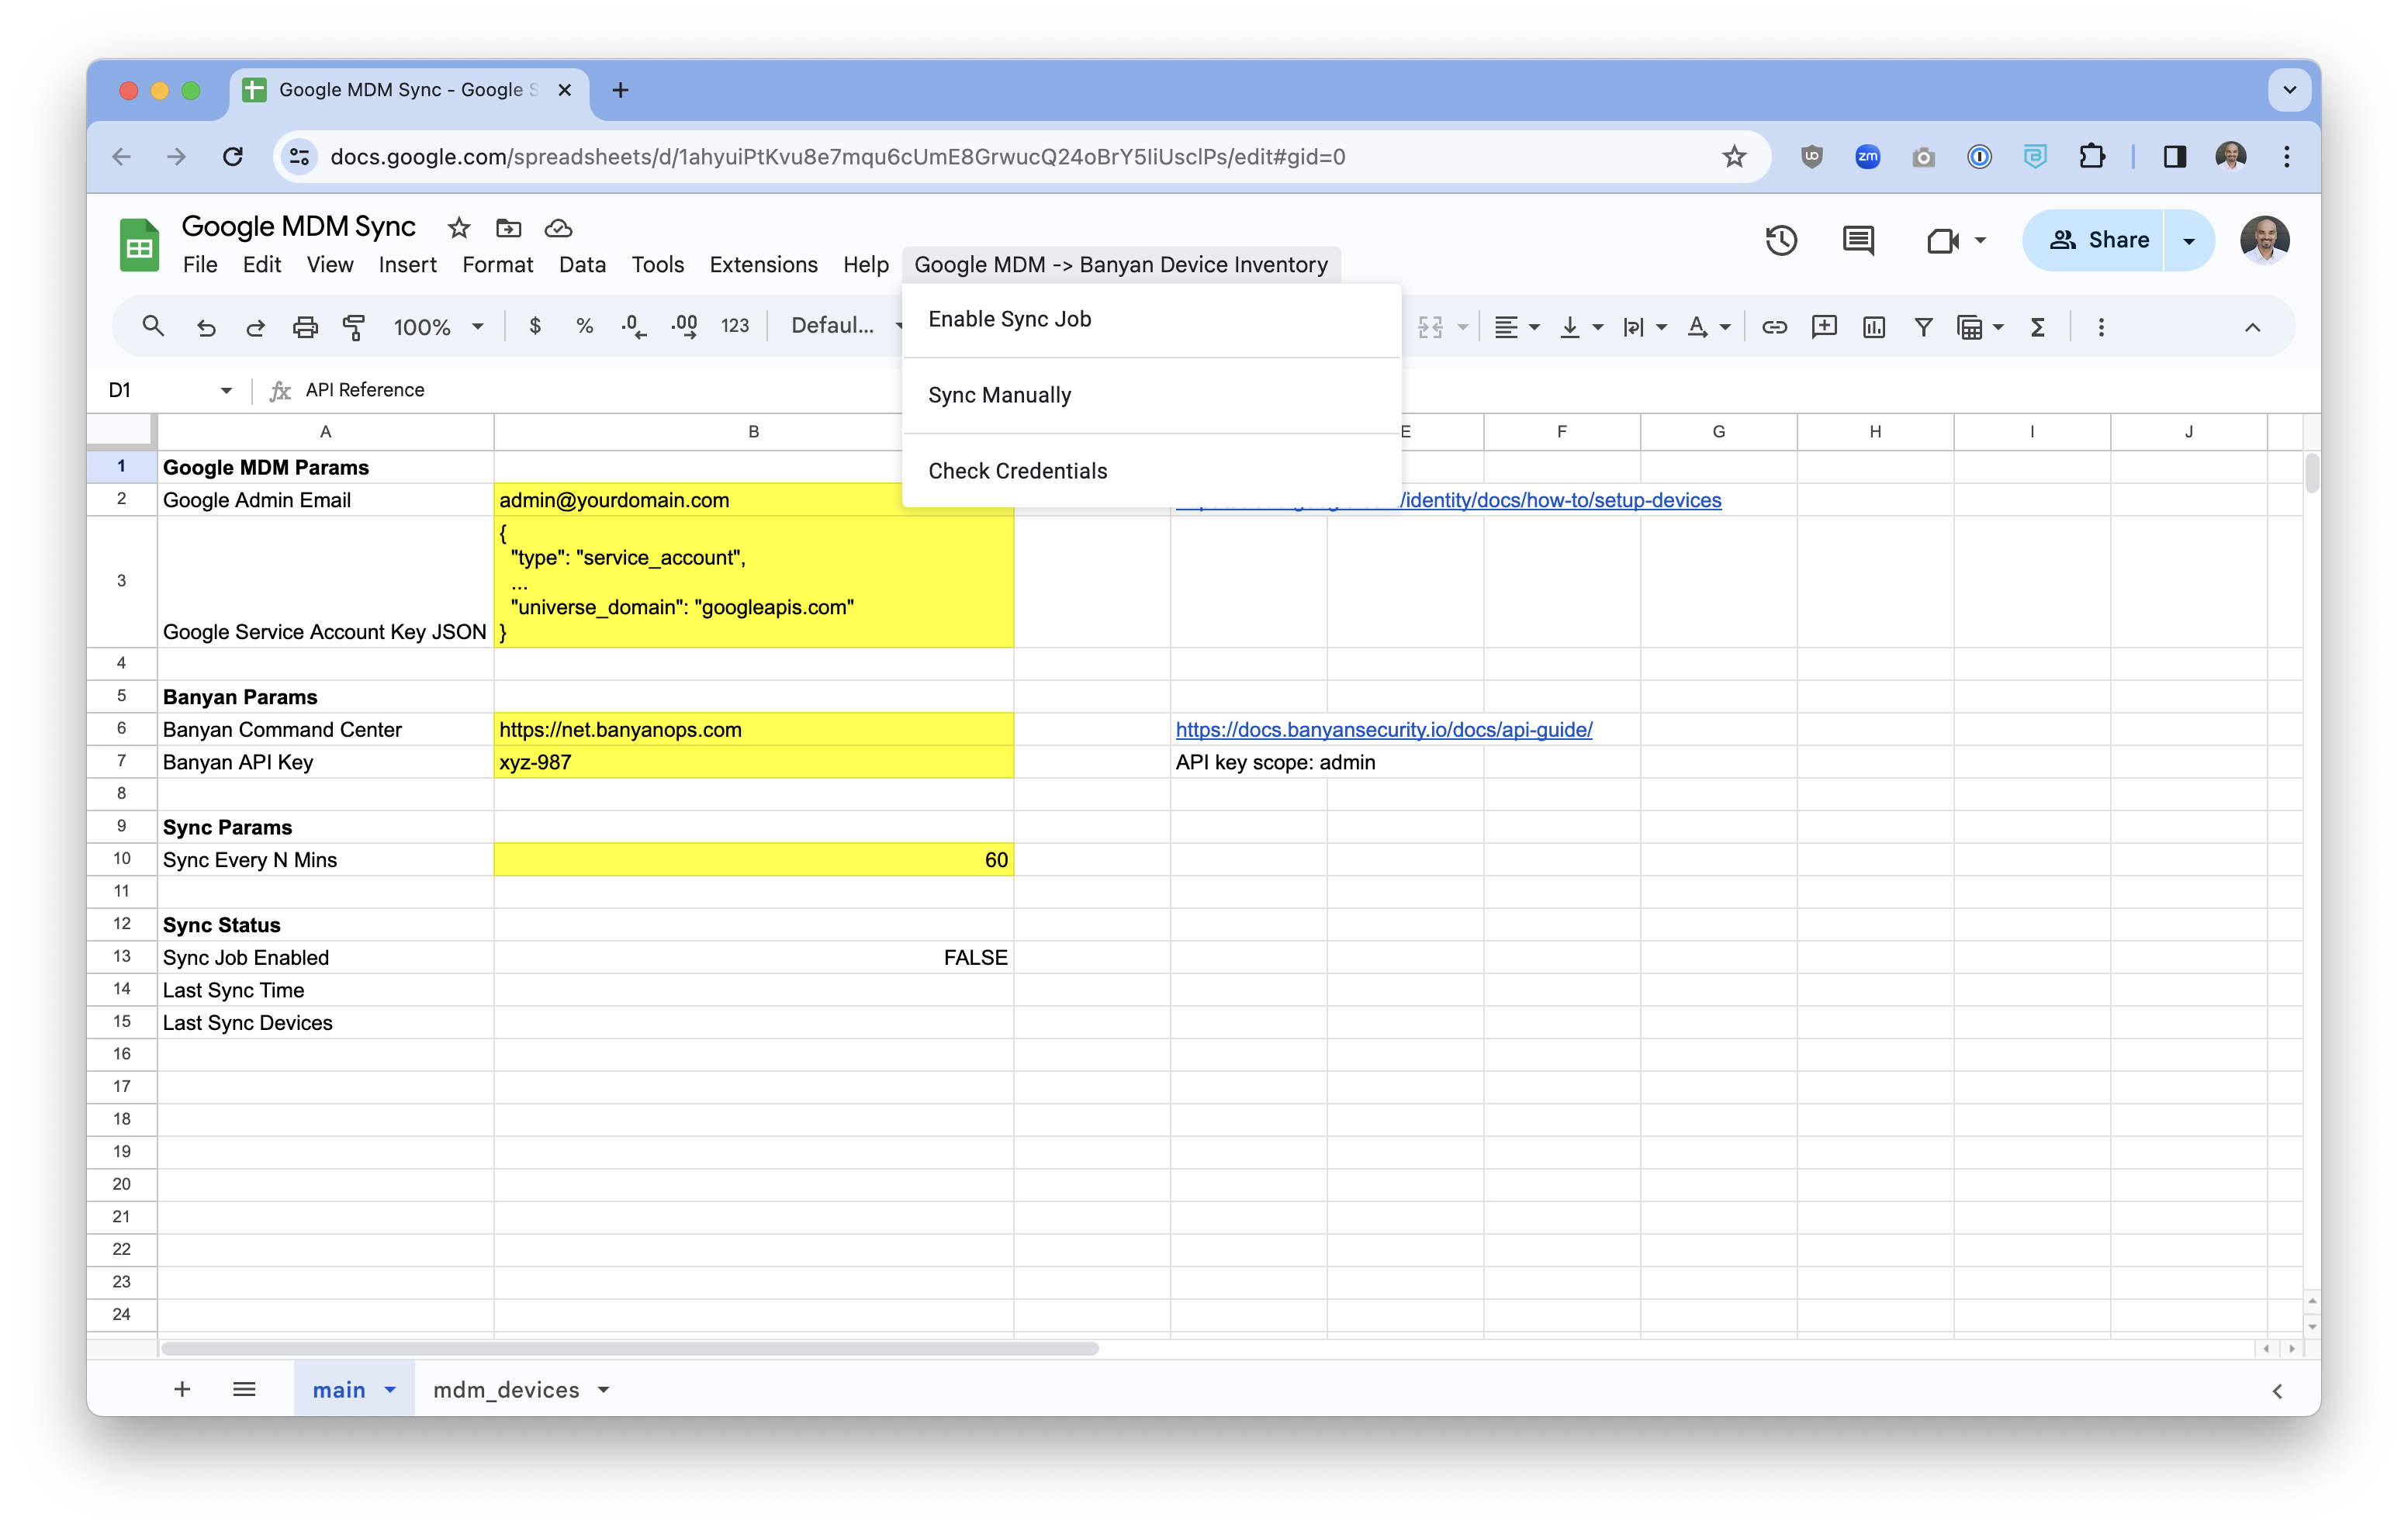 Google MDM Sync - Google S
docs.google.com/spreadsheets/d/1ahyuiPtKvu8e7mqu6cUmE8GrwucQ24oBrY5IiUsclPs/edit#gid=0
zm
Google MDM Sync
Share
File Edit View Insert Format Data Tools Extensions Help Google MDM -> Banyan Device Inventory
100% $ % .0 .00 123 Defaul...
Enable Sync Job
Sync Manually
Check Credentials
D1 fx API Reference
A B E F G H I J
1 Google MDM Params
2 Google Admin Email admin@yourdomain.com /identity/docs/how-to/setup-devices
{
"type": "service_account",
...
"universe_domain": "googleapis.com"
3 Google Service Account Key JSON }
4
5 Banyan Params
6 Banyan Command Center https://net.banyanops.com https://docs.banyansecurity.io/docs/api-guide/
7 Banyan API Key xyz-987 API key scope: admin
8
9 Sync Params
10 Sync Every N Mins 60
11
12 Sync Status
13 Sync Job Enabled FALSE
14 Last Sync Time
15 Last Sync Devices
16
17
18
19
20
21
22
23
24
main mdm_devices